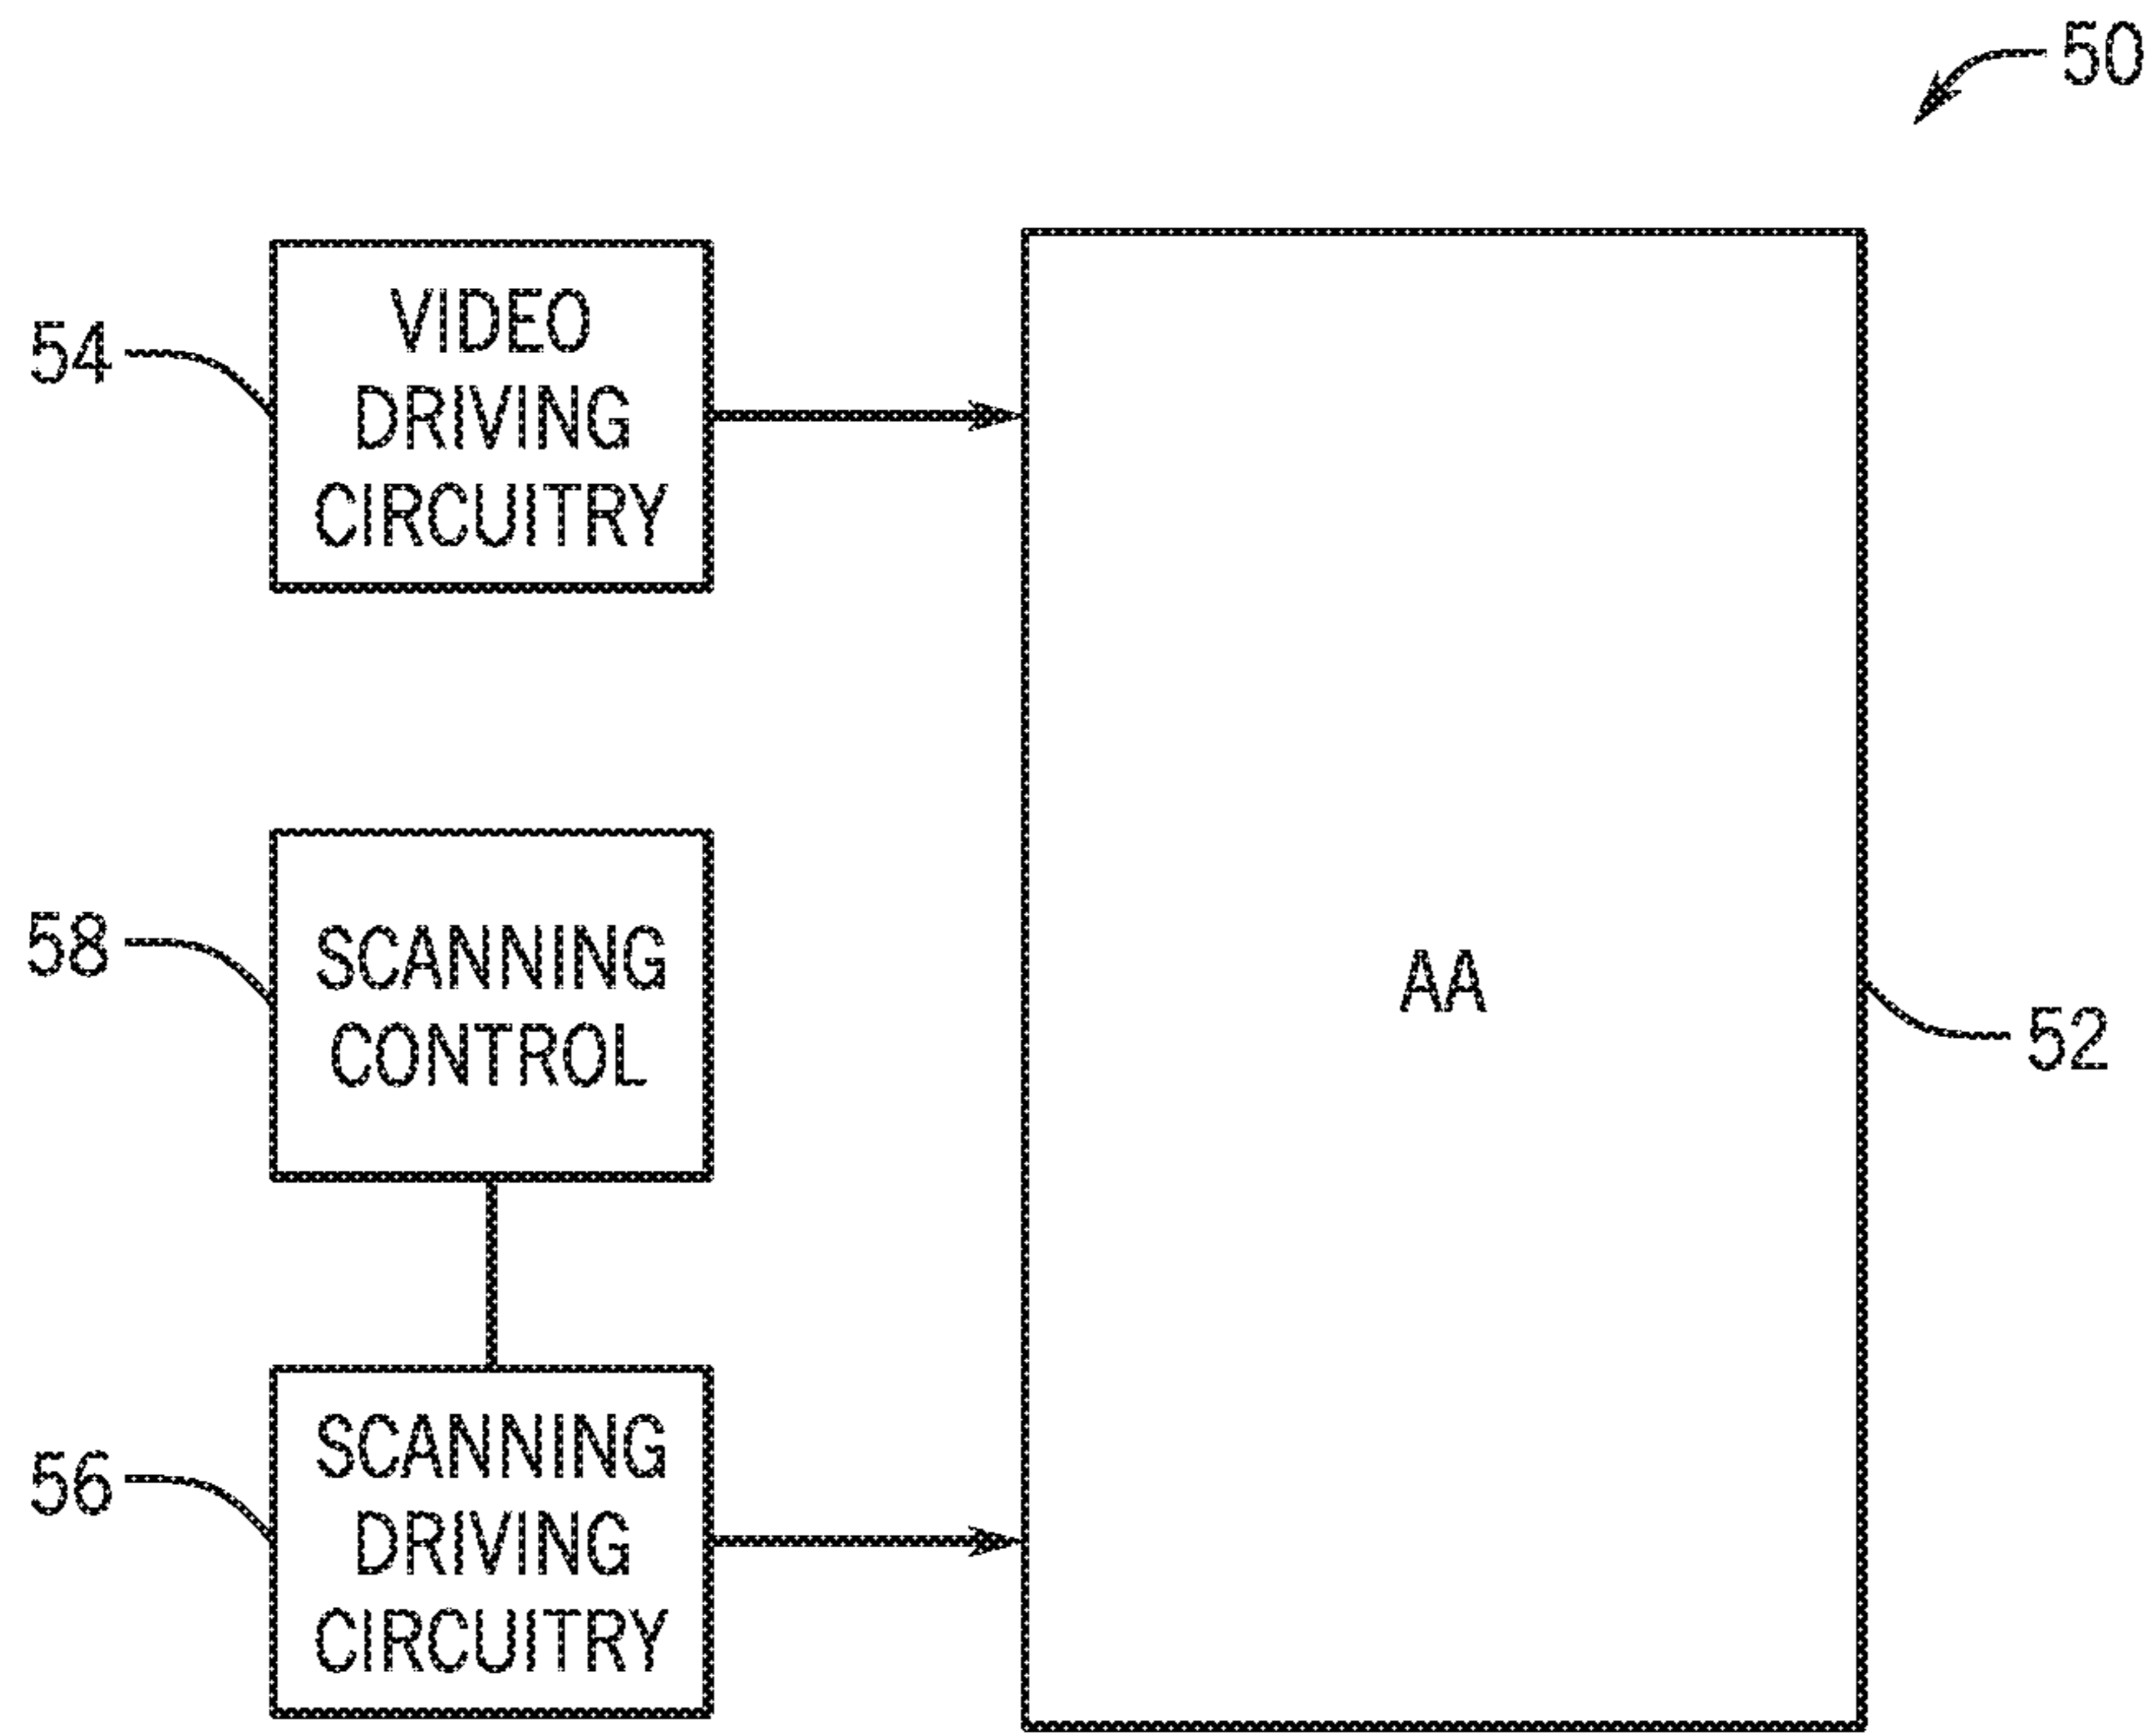 50
54
VIDEO
DRIVING
CIRCUITRY
58
SCANNING
CONTROL
AA
52
56
SCANNING
DRIVING
CIRCUITRY